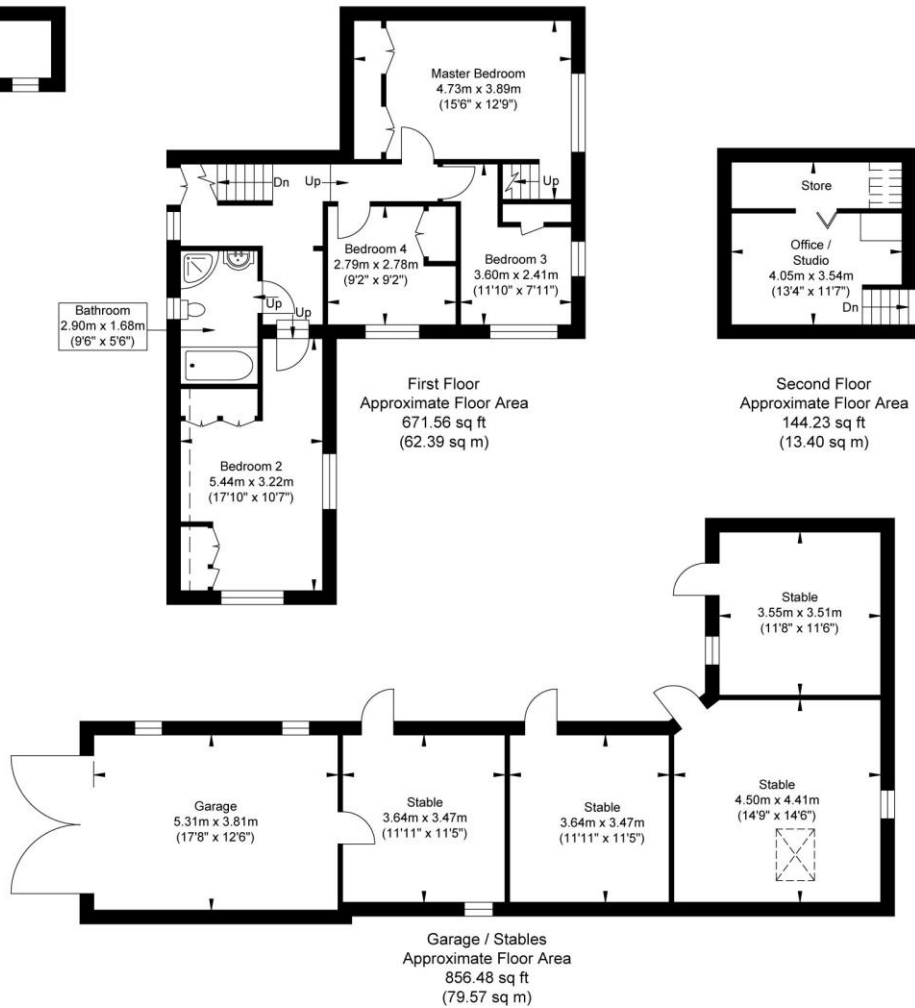 Master Bedroom
4.73m x 3.89m
(15'6" x 12'9")
Dn
Up
Up
Store
Bedroom 4
2.79m x 2.78m
(9'2" x 9'2")
Bedroom 3
3.60m x 2.41m
(11'10" x 7'11")
Office /
Studio
4.05m x 3.54m
(13'4" x 11'7")
Dn
Bathroom
2.90m x 1.68m
(9'6" x 5'6")
Up
Up
First Floor
Approximate Floor Area
671.56 sq ft
(62.39 sq m)
Second Floor
Approximate Floor Area
144.23 sq ft
(13.40 sq m)
Bedroom 2
5.44m x 3.22m
(17'10" x 10'7")
Stable
3.55m x 3.51m
(11'8" x 11'6")
Garage
5.31m x 3.81m
(17'8" x 12'6")
Stable
3.64m x 3.47m
(11'11" x 11'5")
Stable
3.64m x 3.47m
(11'11" x 11'5")
Stable
4.50m x 4.41m
(14'9" x 14'6")
Garage / Stables
Approximate Floor Area
856.48 sq ft
(79.57 sq m)